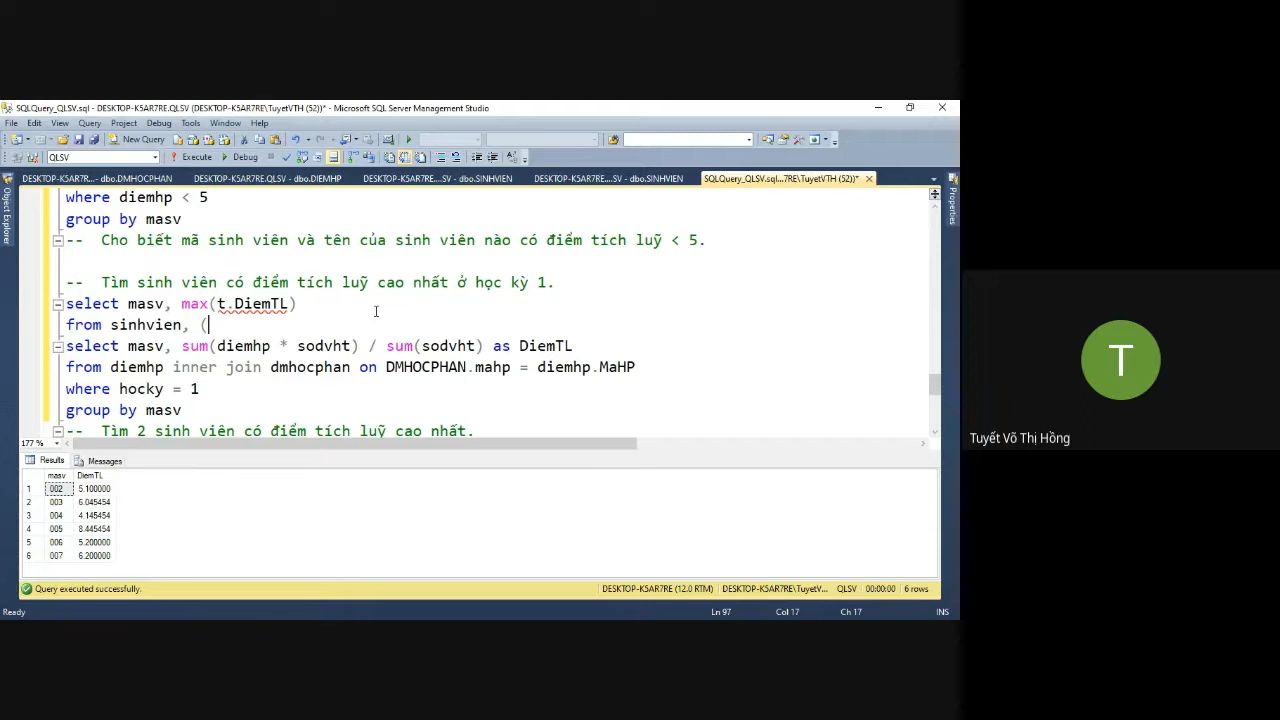 SQLQuery_QLSV.sql - DESKTOP-K5AR7RE.QLSV (DESKTOP-K5AR7RE\TuyetVTH (52))* - Microsoft SQL Server Management Studio
File Edit View Query Project Debug Tools Window Help
New Query
QLSV Execute Debug
DESKTOP-K5AR7R... - dbo.DMHOCPHAN DESKTOP-K5AR7RE.QLSV - dbo.DIEMHP DESKTOP-K5AR7RE....SV - dbo.SINHVIEN DESKTOP-K5AR7RE....SV - dbo.SINHVIEN SQLQuery_QLSV.sql...7RE\TuyetVTH (52))*
Object Explorer
Properties
where diemhp < 5
group by masv
-- Cho biết mã sinh viên và tên của sinh viên nào có điểm tích luỹ < 5.
-- Tìm sinh viên có điểm tích luỹ cao nhất ở học kỳ 1.
select masv, max(t.DiemTL)
from sinhvien, (
select masv, sum(diemhp * sodvht) / sum(sodvht) as DiemTL
from diemhp inner join dmhocphan on DMHOCPHAN.mahp = diemhp.MaHP
where hocky = 1
group by masv
-- Tìm 2 sinh viên có điểm tích luỹ cao nhất.
177 %
Results Messages
masv DiemTL
1 002 5.100000
2 003 6.045454
3 004 4.145454
4 005 8.445454
5 006 5.200000
6 007 6.200000
Query executed successfully. DESKTOP-K5AR7RE (12.0 RTM) DESKTOP-K5AR7RE\TuyetV... QLSV 00:00:00 6 rows
Ready Ln 97 Col 17 Ch 17 INS
T
Tuyết Võ Thị Hồng